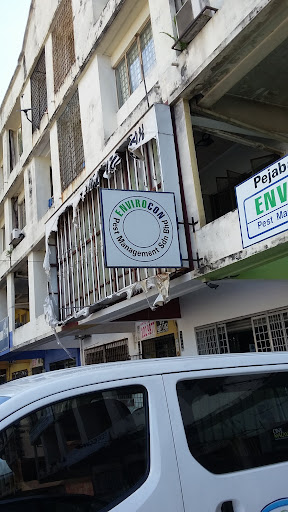 ENVIROCON
Pest Management Sdn Bhd
Pejab
ENV
Pest Ma